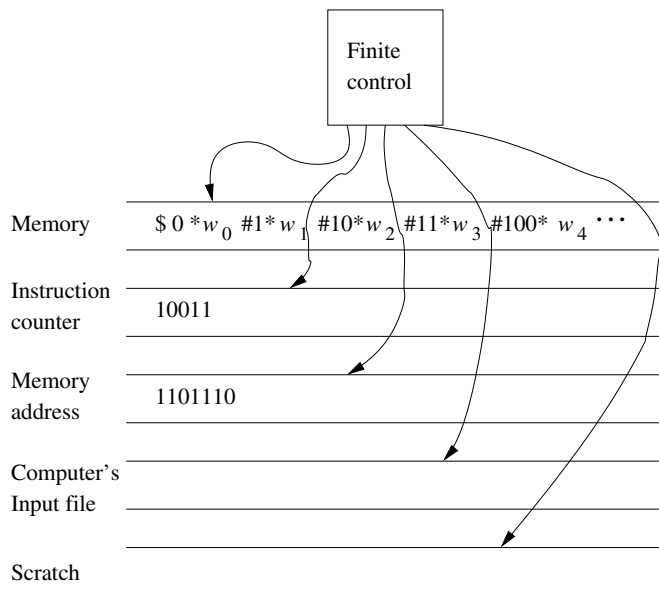 Finite
control
Memory
$ 0 *w0 #1*w1 #10*w2 #11*w3 #100* w4 ···
Instruction
counter
10011
Memory
address
1101110
Computer’s
Input file
Scratch